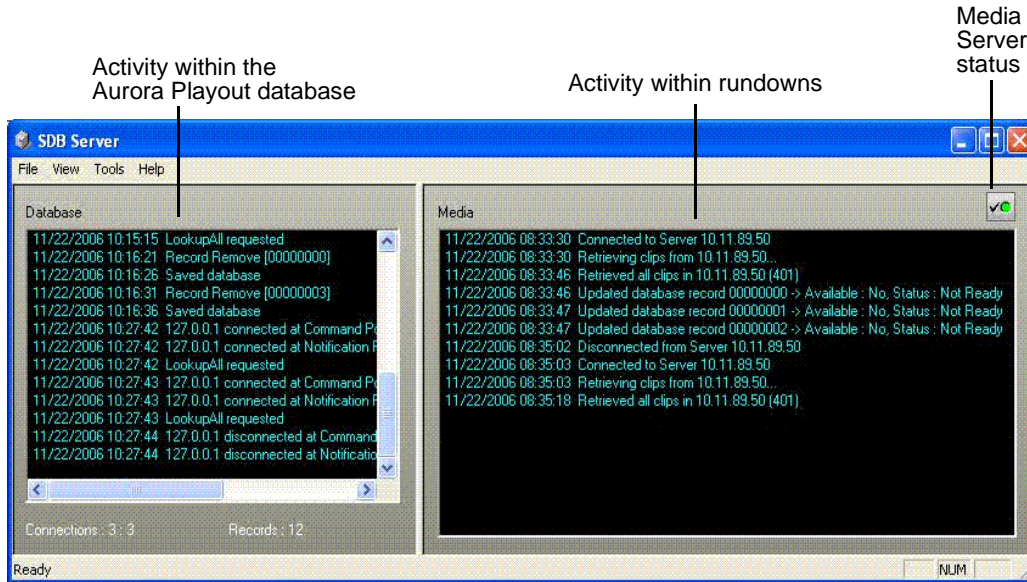 Media
Server
status
Activity within the
Aurora Playout database
Activity within rundowns
SDB Server
File View Tools Help
Database
11/22/2006 10:15:15 LookupAll requested
11/22/2006 10:16:21 Record Remove [00000000]
11/22/2006 10:16:26 Saved database
11/22/2006 10:16:31 Record Remove [00000003]
11/22/2006 10:16:36 Saved database
11/22/2006 10:27:42 127.0.0.1 connected at Command Po
11/22/2006 10:27:42 127.0.0.1 connected at Notification P
11/22/2006 10:27:42 LookupAll requested
11/22/2006 10:27:43 127.0.0.1 connected at Command Po
11/22/2006 10:27:43 127.0.0.1 connected at Notification P
11/22/2006 10:27:43 LookupAll requested
11/22/2006 10:27:44 127.0.0.1 disconnected at Command
11/22/2006 10:27:44 127.0.0.1 disconnected at Notificatio
Connections : 3 : 3 Records : 12
Media
11/22/2006 08:33:30 Connected to Server 10.11.89.50
11/22/2006 08:33:30 Retrieving clips from 10.11.89.50...
11/22/2006 08:33:46 Retrieved all clips in 10.11.89.50 (401)
11/22/2006 08:33:46 Updated database record 00000000 -> Available : No, Status : Not Ready
11/22/2006 08:33:47 Updated database record 00000001 -> Available : No, Status : Not Ready
11/22/2006 08:33:47 Updated database record 00000002 -> Available : No, Status : Not Ready
11/22/2006 08:35:02 Disconnected from Server 10.11.89.50
11/22/2006 08:35:03 Connected to Server 10.11.89.50
11/22/2006 08:35:03 Retrieving clips from 10.11.89.50...
11/22/2006 08:35:18 Retrieved all clips in 10.11.89.50 (401)
Ready NUM